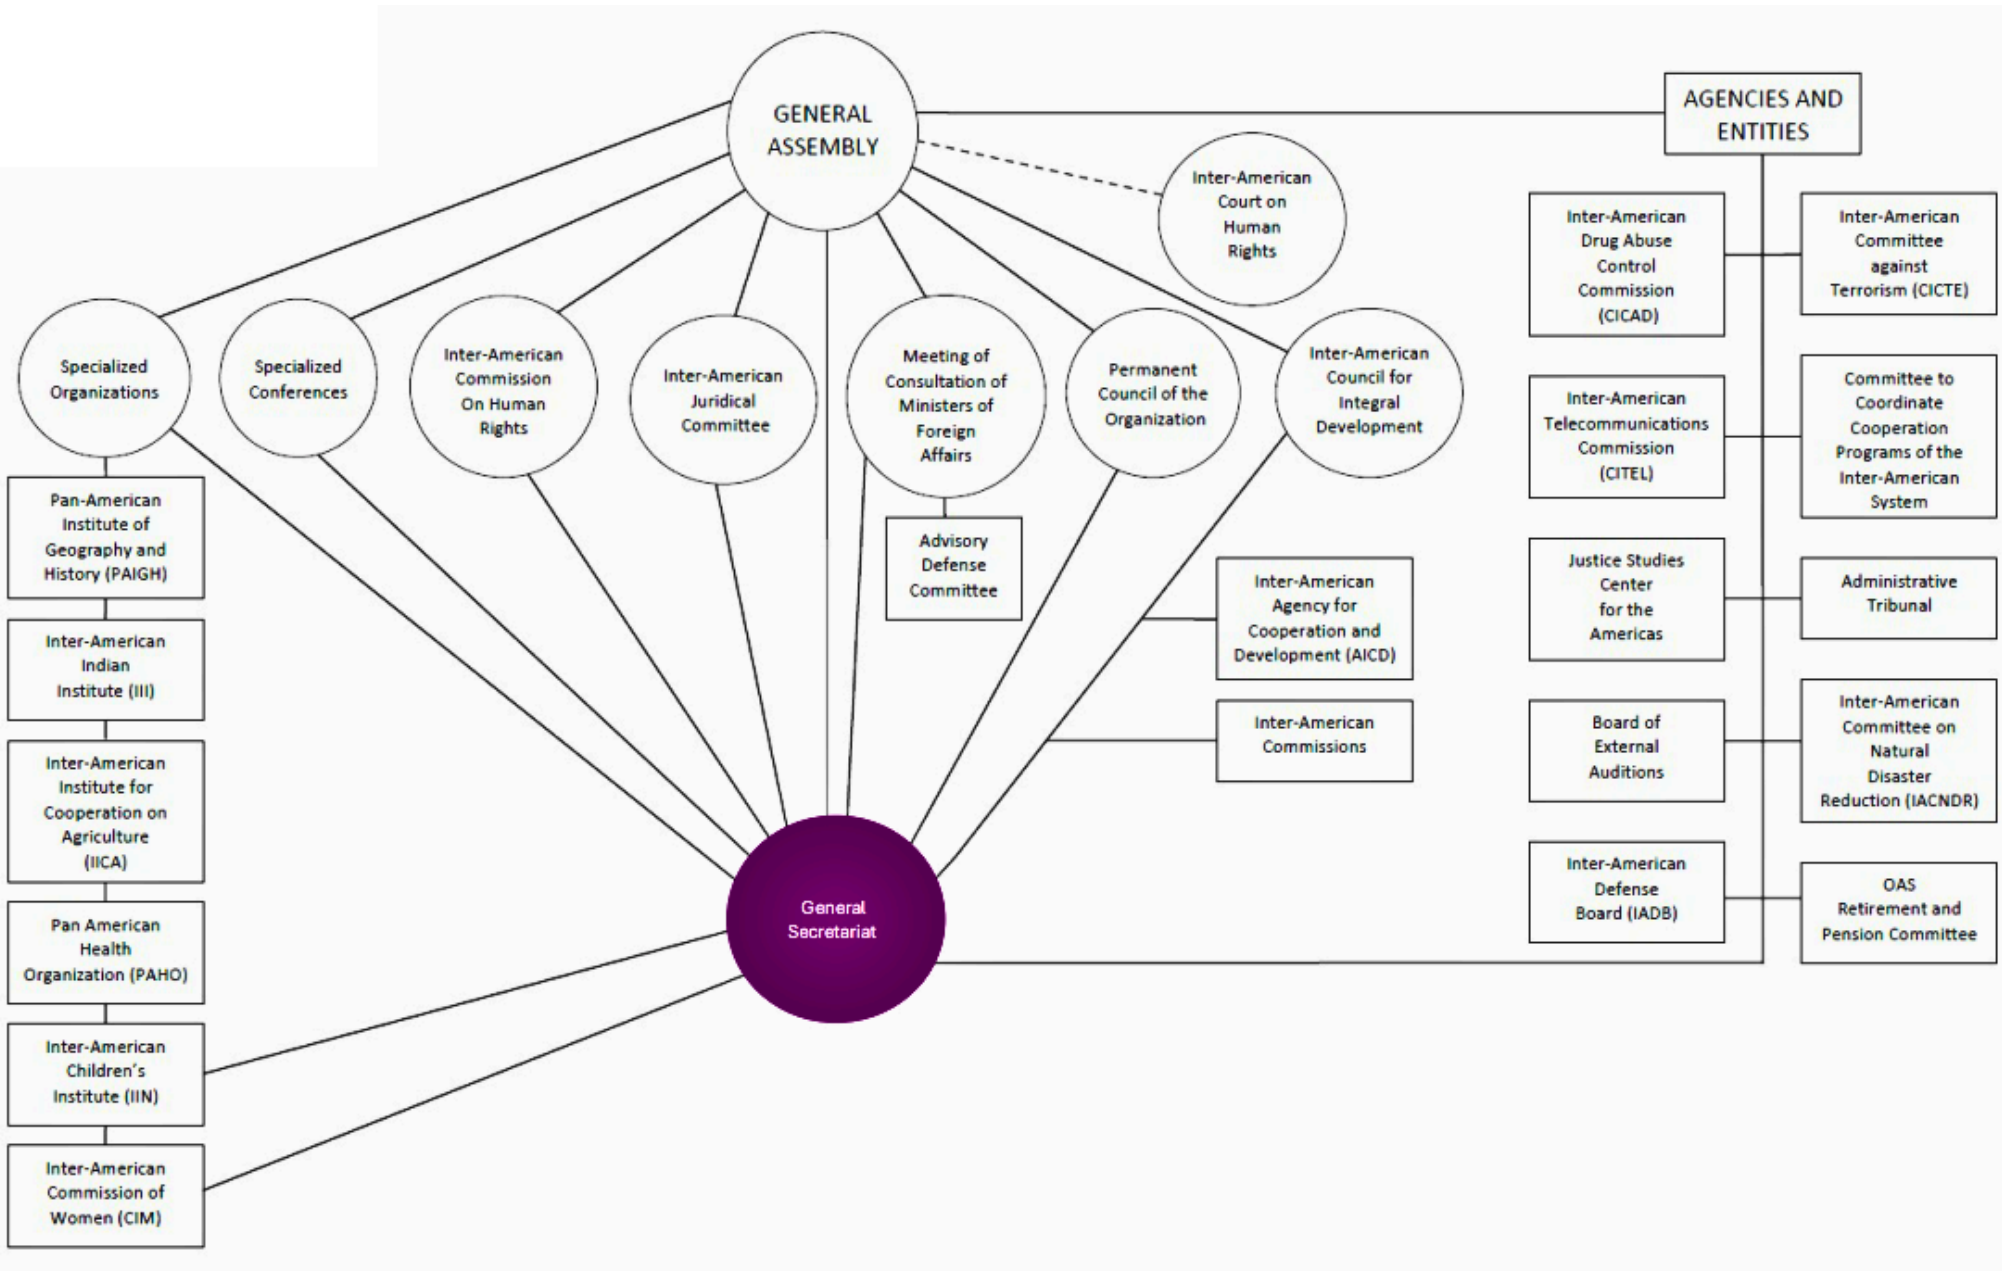 GENERAL
ASSEMBLY
AGENCIES AND
ENTITIES
Inter-American
Court on
Human
Rights
Specialized
Organizations
Specialized
Conferences
Inter-American
Commission
On Human
Rights
Inter-American
Juridical
Committee
Meeting of
Consultation of
Ministers of
Foreign
Affairs
Permanent
Council of the
Organization
Inter-American
Council for
Integral
Development
Pan-American
Institute of
Geography and
History (PAIGH)
Inter-American
Indian
Institute (III)
Inter-American
Institute for
Cooperation on
Agriculture
(IICA)
Pan American
Health
Organization (PAHO)
Inter-American
Children´s
Institute (IIN)
Inter-American
Commission of
Women (CIM)
Advisory
Defense
Committee
Inter-American
Agency for
Cooperation and
Development (AICD)
Inter-American
Commissions
General
Secretariat
Inter-American
Drug Abuse
Control
Commission
(CICAD)
Inter-American
Committee
against
Terrorism (CICTE)
Inter-American
Telecommunications
Commission
(CITEL)
Committee to
Coordinate
Cooperation
Programs of the
Inter-American
System
Justice Studies
Center
for the
Americas
Administrative
Tribunal
Board of
External
Auditions
Inter-American
Committee on
Natural
Disaster
Reduction (IACNDR)
Inter-American
Defense
Board (IADB)
OAS
Retirement and
Pension Committee